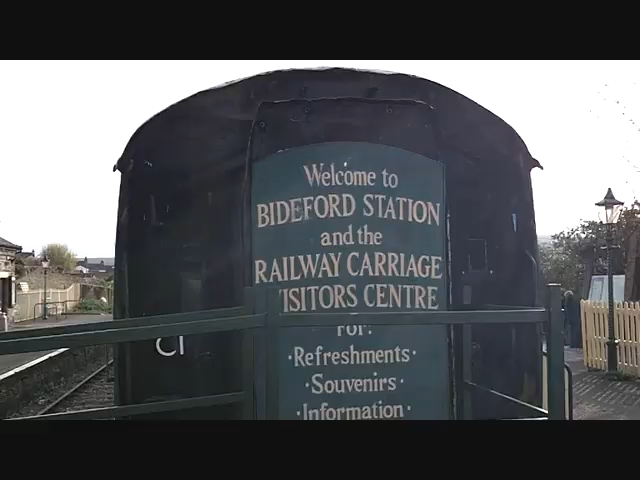 Welcome to
BIDEFORD STATION
and the
RAILWAY CARRIAGE
ISITORS CENTRE
For:
·Refreshments·
·Souvenirs·
·Information·